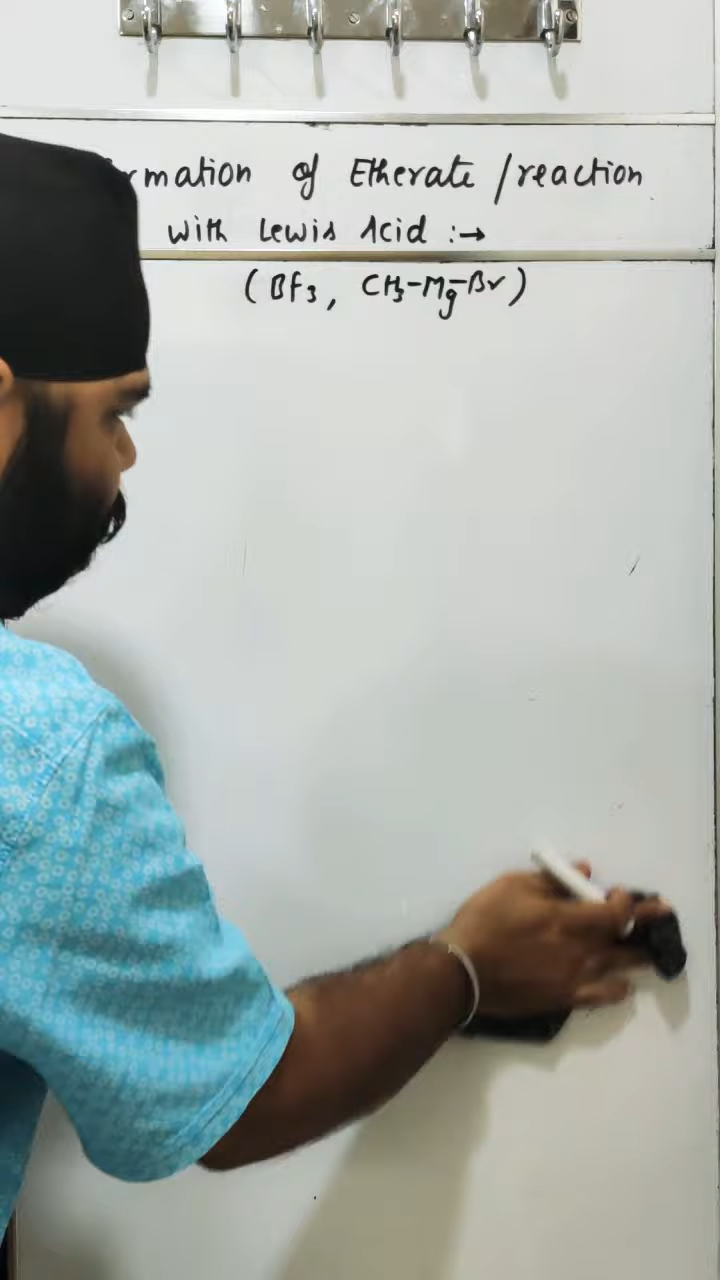 rmation of Etherate / reaction
with Lewis Acid :→
(BF3, CH3-Mg-Br)